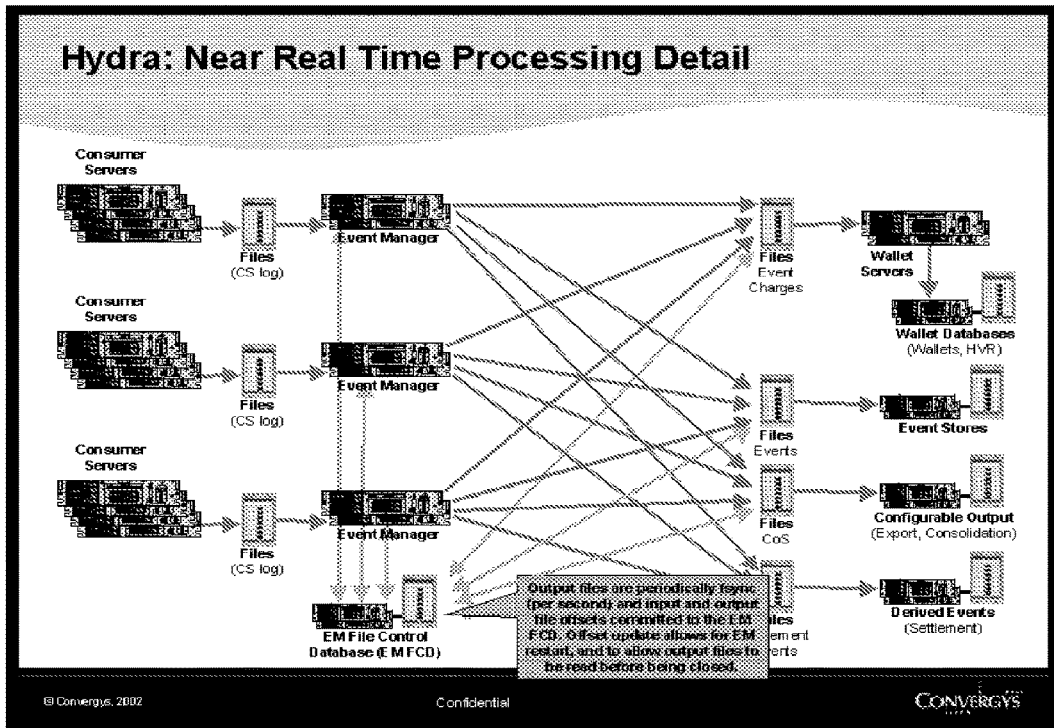 Hydra: Near Real Time Processing Detail
Consumer
Servers
Files
(CS log)
Event Manager
Files
Event
Charges
Wallet
Servers
Wallet Databases
(Wallets, HVR)
Consumer
Servers
Files
(CS log)
Event Manager
Files
Events
Event Stores
Consumer
Servers
Files
(CS log)
Event Manager
Files
CoS
Configurable Output
(Export, Consolidation)
EM File Control
Database (EM FCD)
Output files are periodically fsync
(per second) and input and output
file offsets committed to the EM
FCD. Offset update allows for EM
restart, and to allow output files to
be read before being closed.
Derived Events
(Settlement)
© Convergys, 2002
Confidential
CONVERGYS